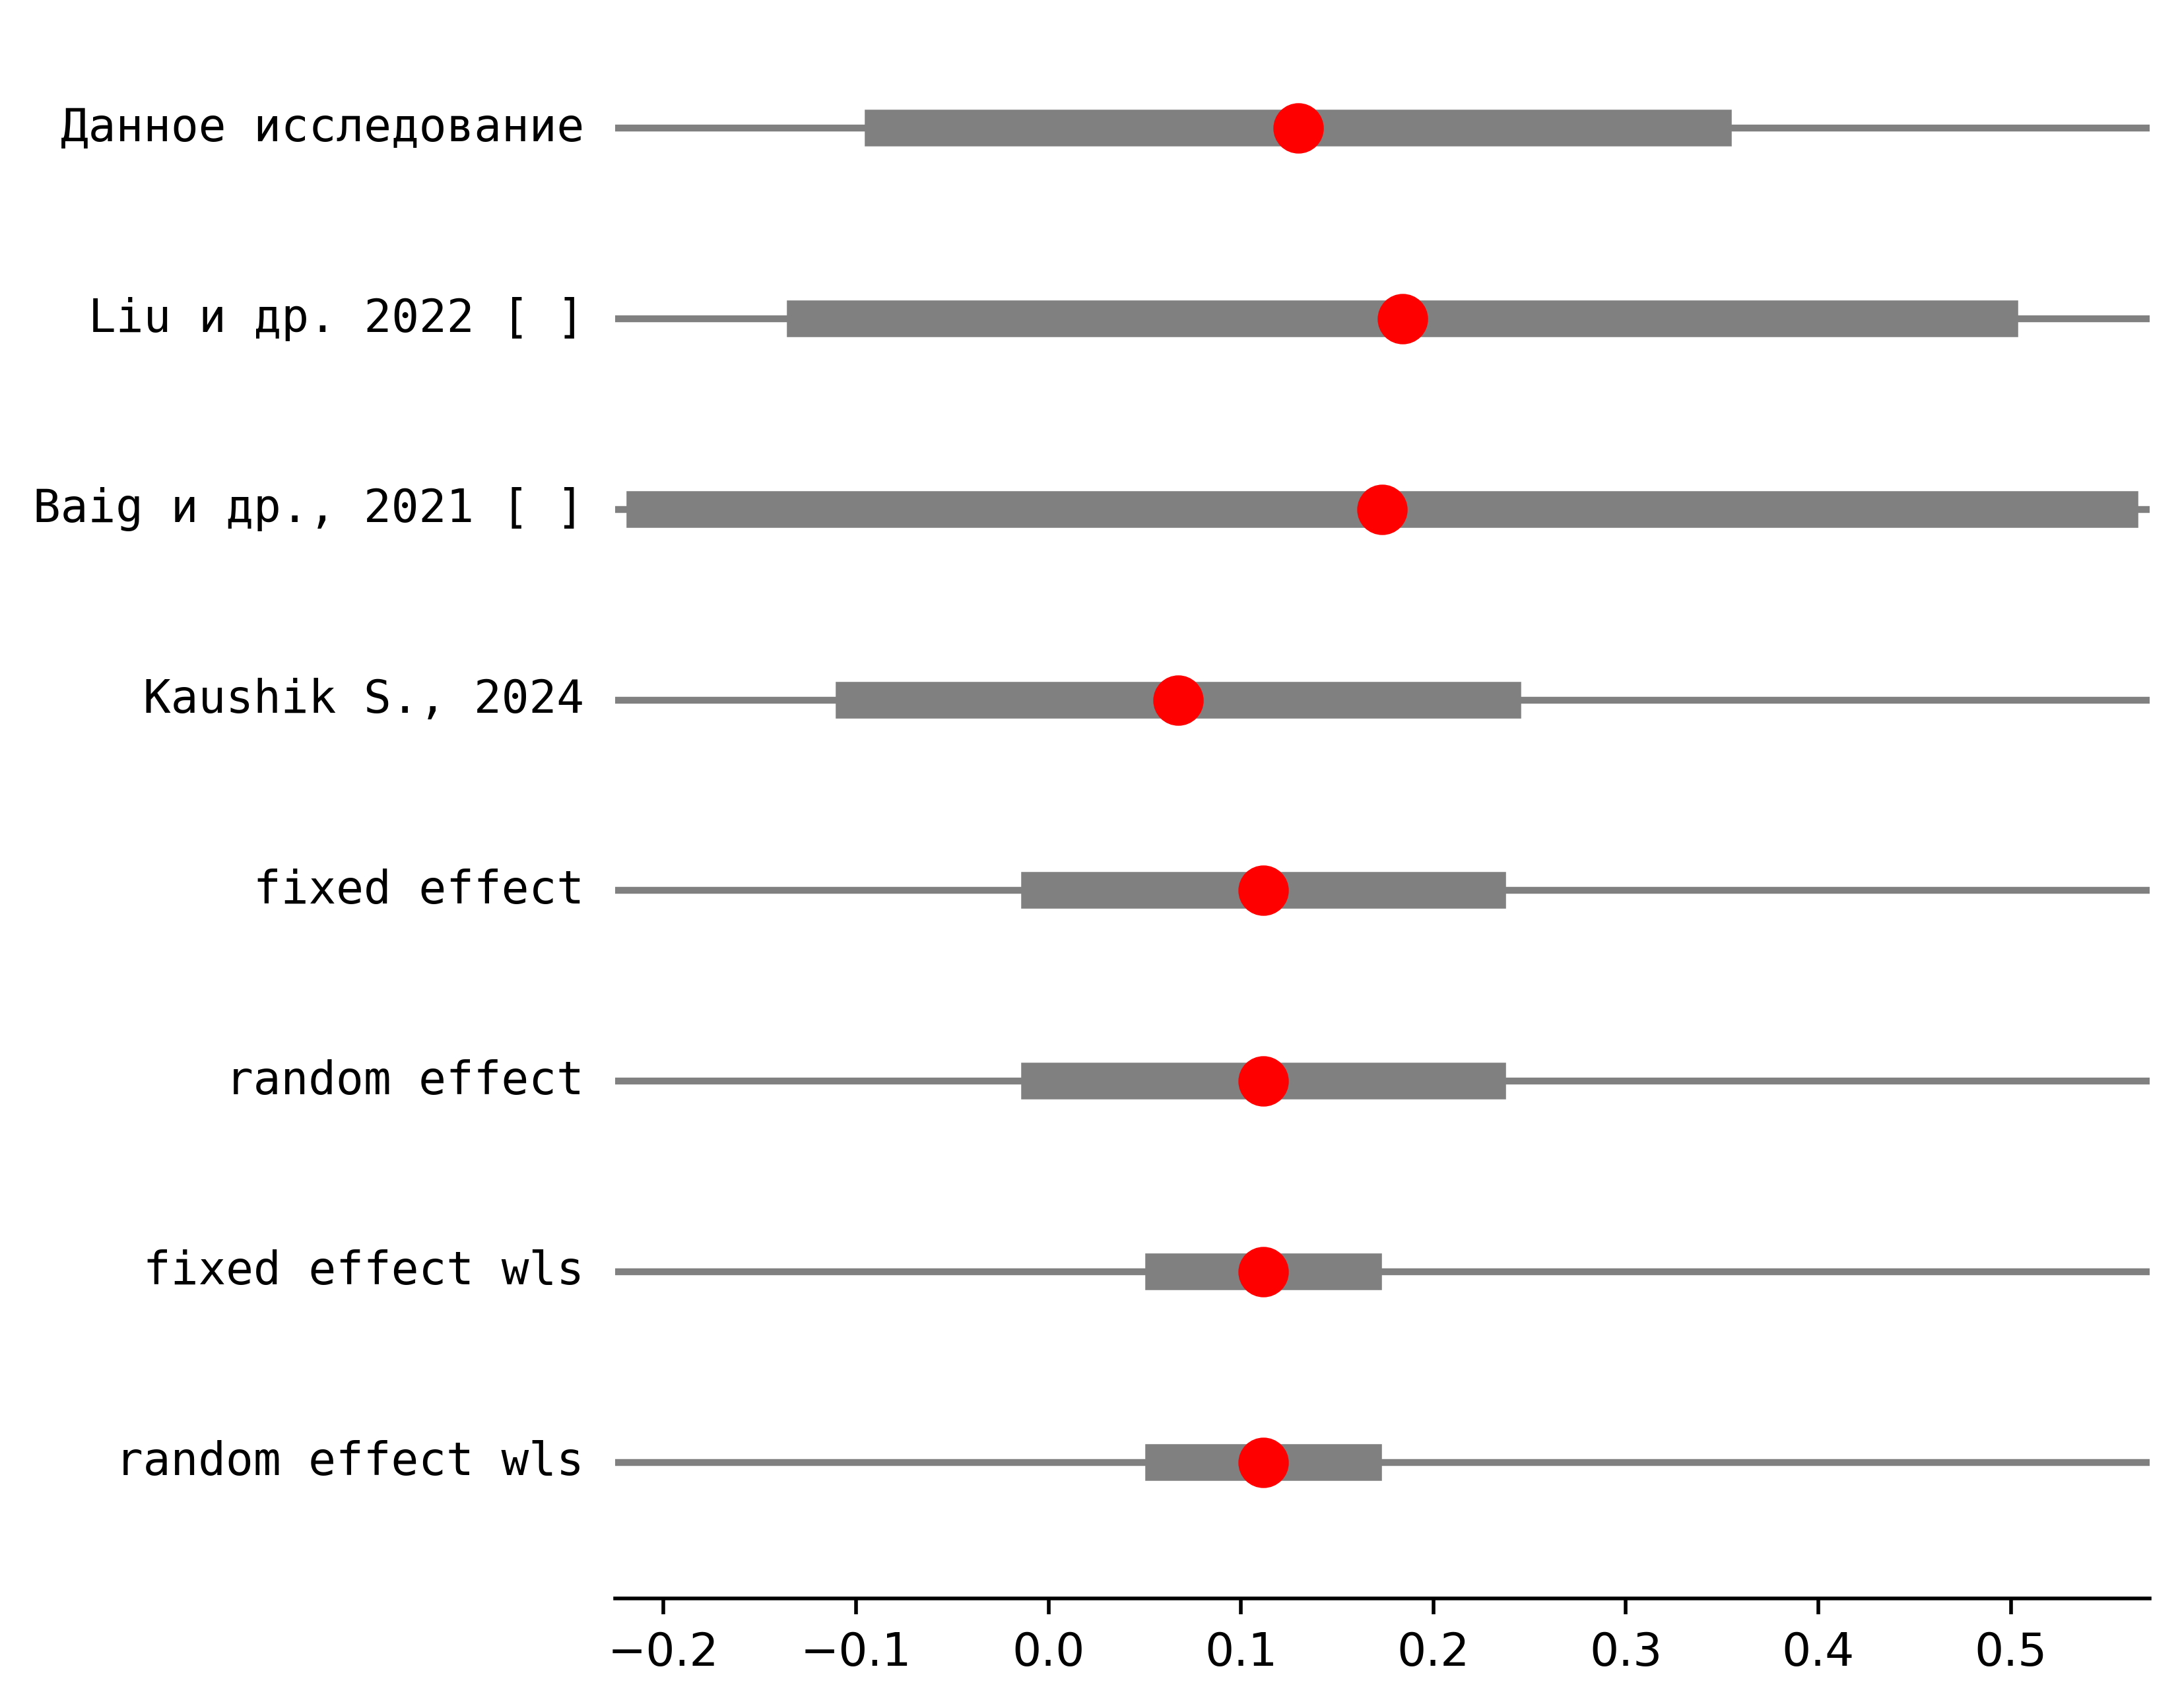 Данное исследование
Liu и др. 2022 [ ]
Baig и др., 2021 [ ]
Kaushik S., 2024
fixed effect
random effect
fixed effect wls
random effect wls
−0.2 −0.1 0.0 0.1 0.2 0.3 0.4 0.5